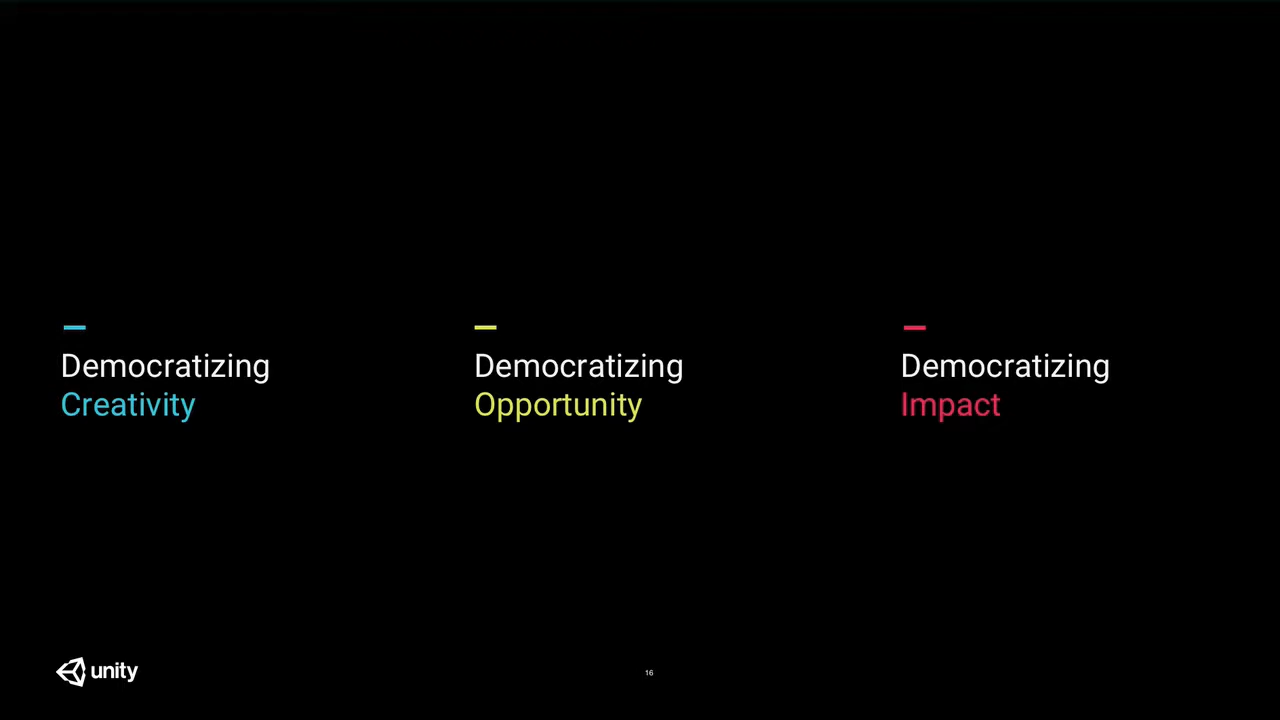 Democratizing
Creativity
Democratizing
Opportunity
Democratizing
Impact
unity
16